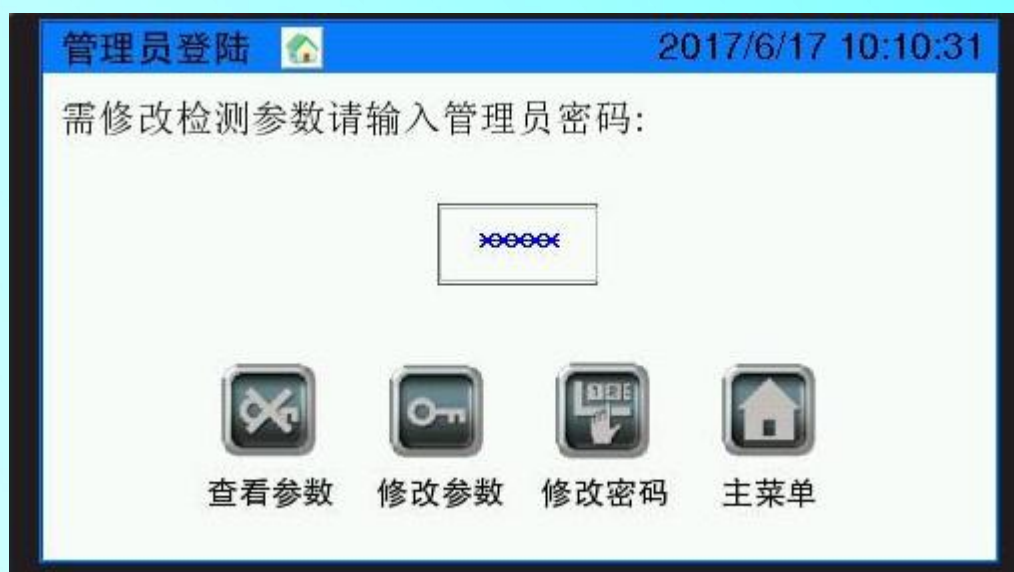 管理员登陆 2017/6/17 10:10:31
需修改检测参数请输入管理员密码:
×××××
查看参数 修改参数 修改密码 主菜单